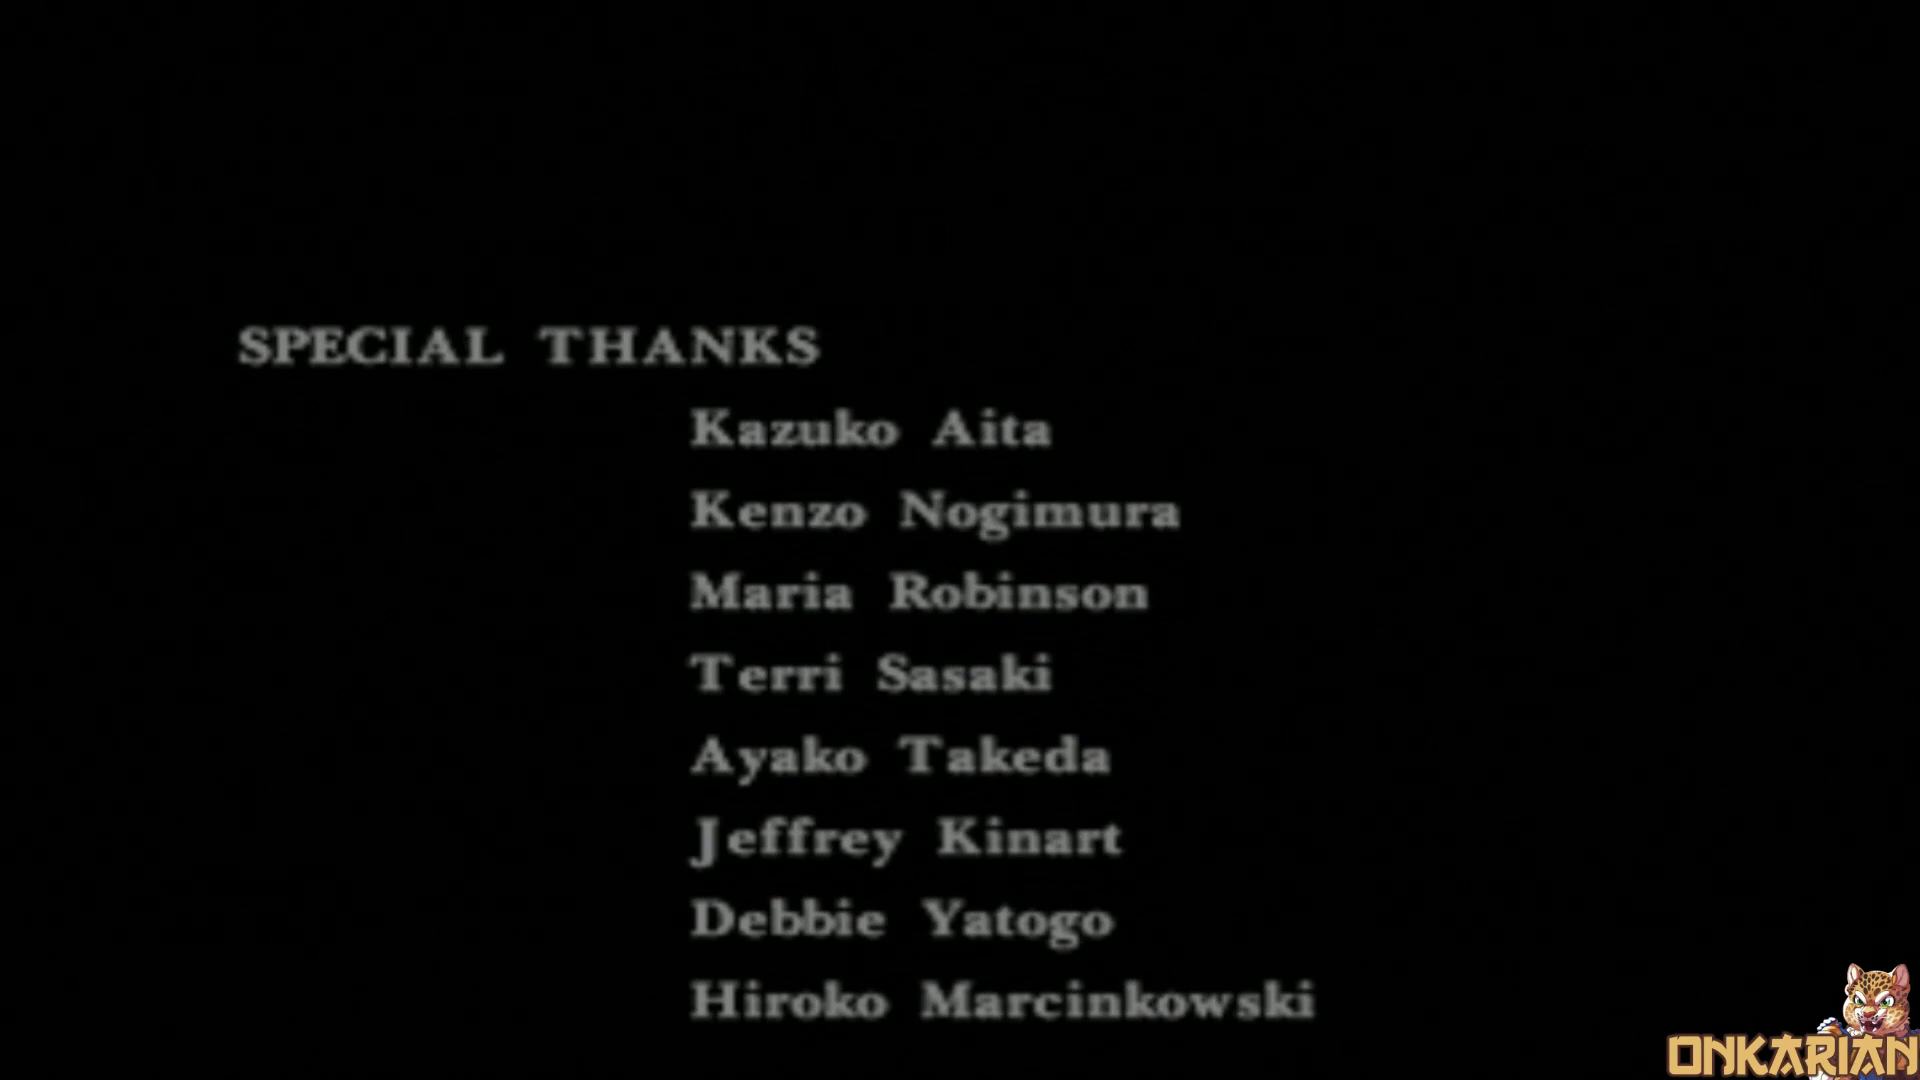 SPECIAL THANKS
Kazuko Aita
Kenzo Nogimura
Maria Robinson
Terri Sasaki
Ayako Takeda
Jeffrey Kinart
Debbie Yatogo
Hiroko Marcinkowski
ONKARIAN